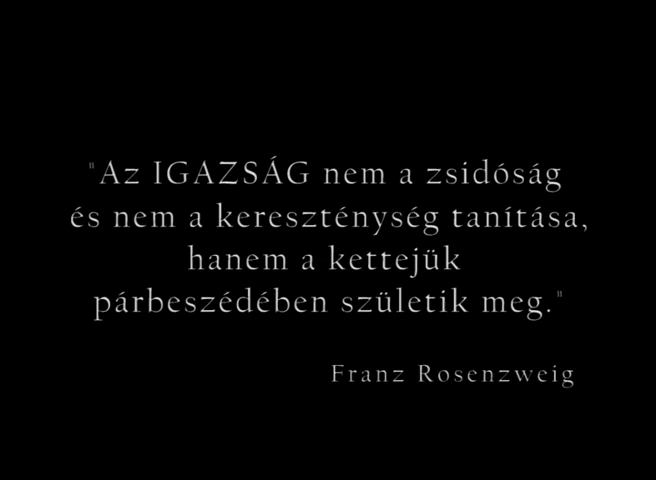 "Az IGAZSÁG nem a zsidóság
és nem a kereszténység tanítása,
hanem a kettejük
párbeszédében születik meg."
Franz Rosenzweig